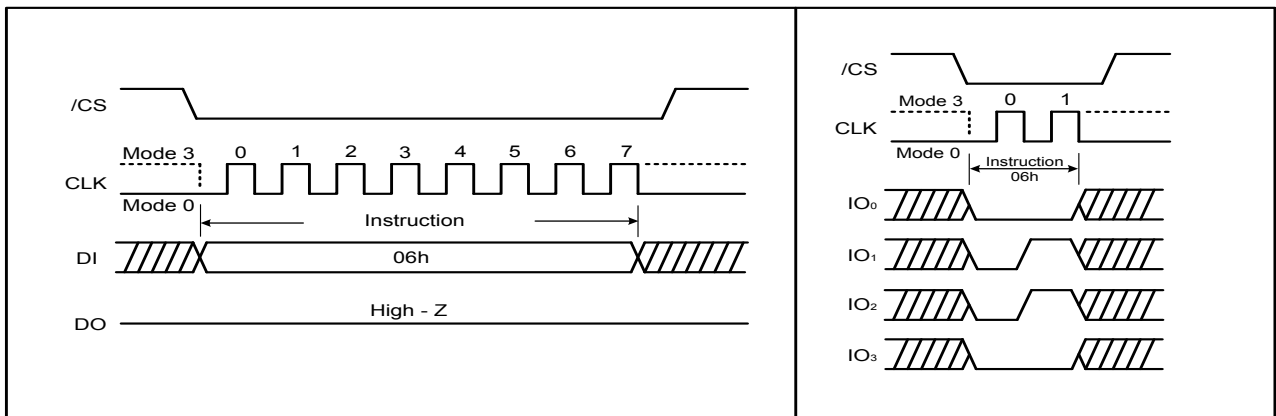 /CS
Mode 3
0 1 2 3 4 5 6 7
CLK
Mode 0
Instruction
DI
06h
High - Z
DO
/CS
Mode 3
0 1
CLK
Mode 0
Instruction
06h
IO₀
IO₁
IO₂
IO₃